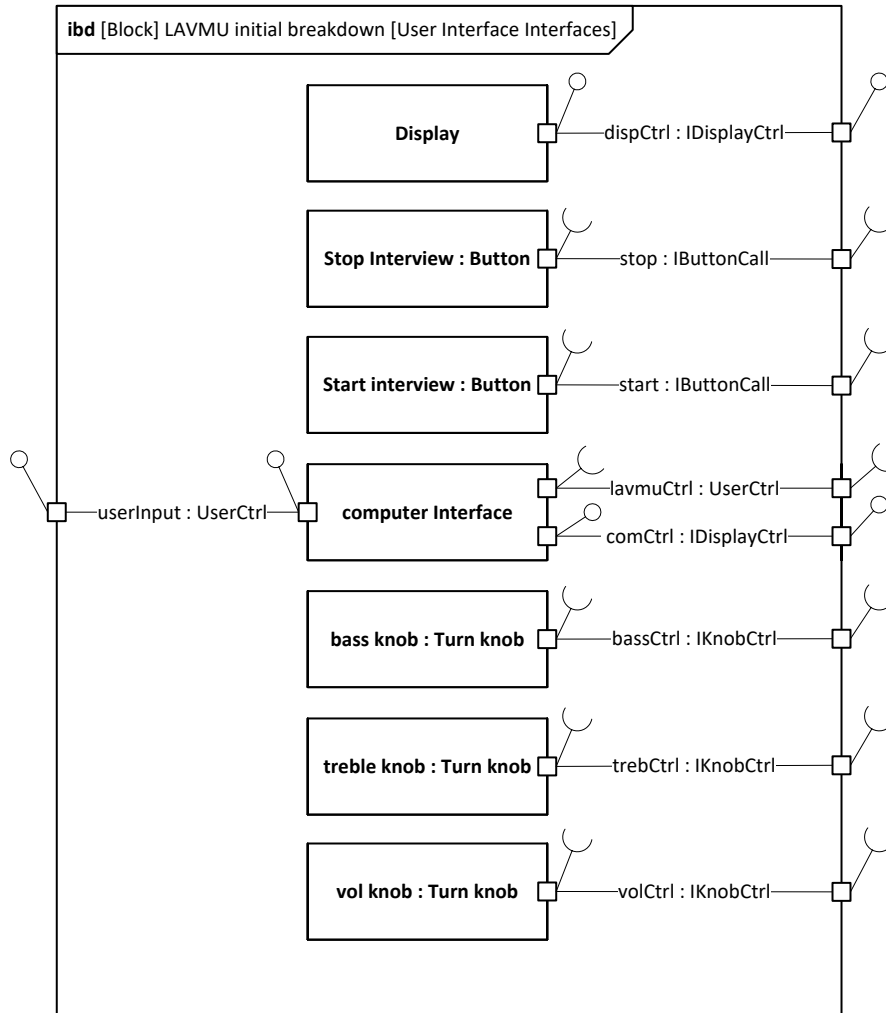 ibd [Block] LAVMU initial breakdown [User Interface Interfaces]
Display
dispCtrl : IDisplayCtrl
Stop Interview : Button
stop : IButtonCall
Start interview : Button
start : IButtonCall
userInput : UserCtrl
computer Interface
lavmuCtrl : UserCtrl
comCtrl : IDisplayCtrl
bass knob : Turn knob
bassCtrl : IKnobCtrl
treble knob : Turn knob
trebCtrl : IKnobCtrl
vol knob : Turn knob
volCtrl : IKnobCtrl